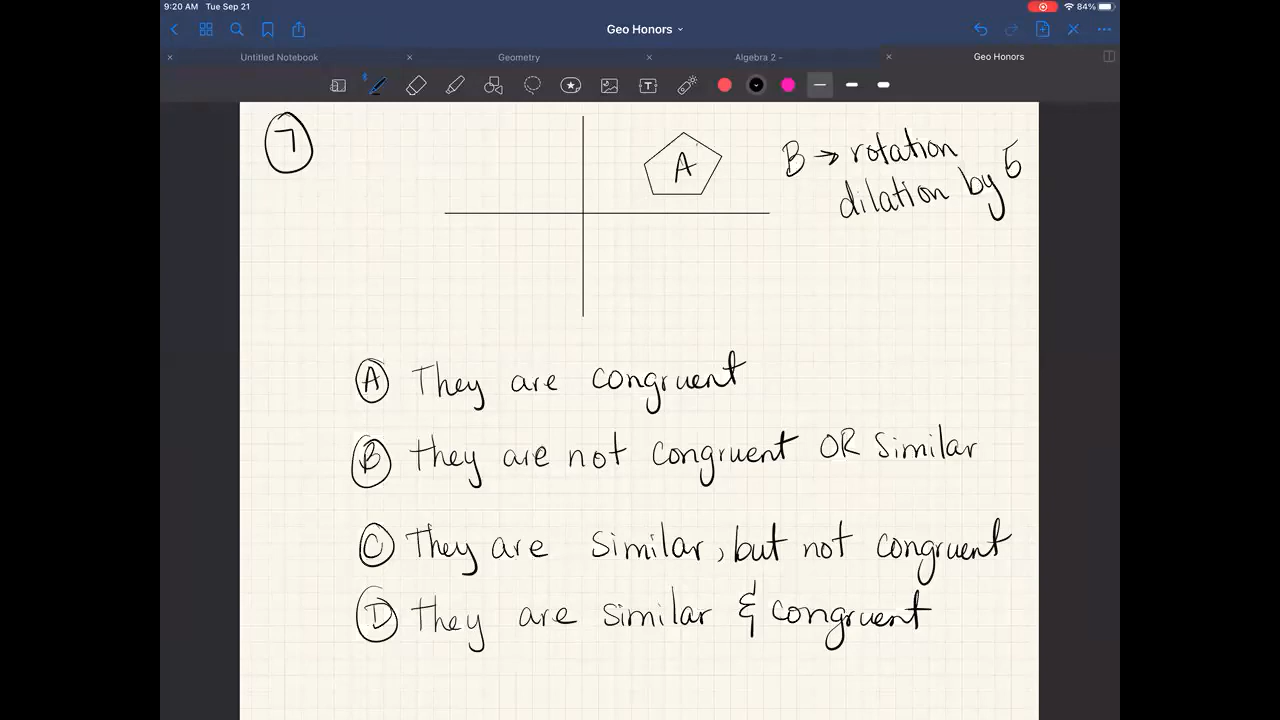 9:20 AM Tue Sep 21
84%
Geo Honors
Untitled Notebook
Geometry
Algebra 2 -
Geo Honors
7
A
B → rotation
dilation by 5
A They are congruent
B They are not congruent OR similar
C They are similar, but not congruent
D They are similar & congruent